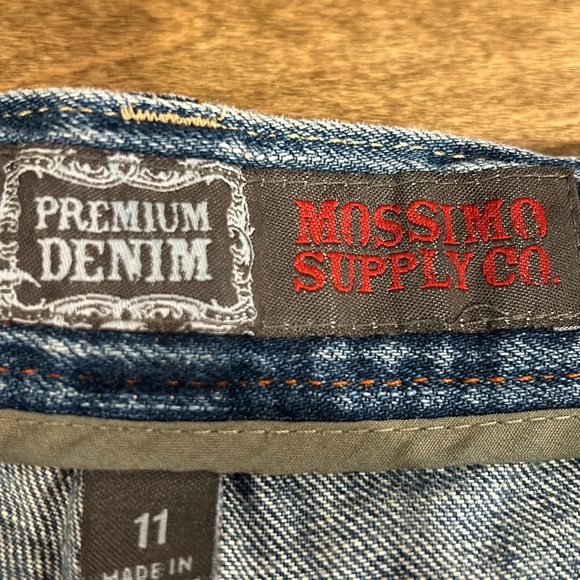 PREMIUM
DENIM
MOSSIMO
SUPPLY CO.
11
MADE IN